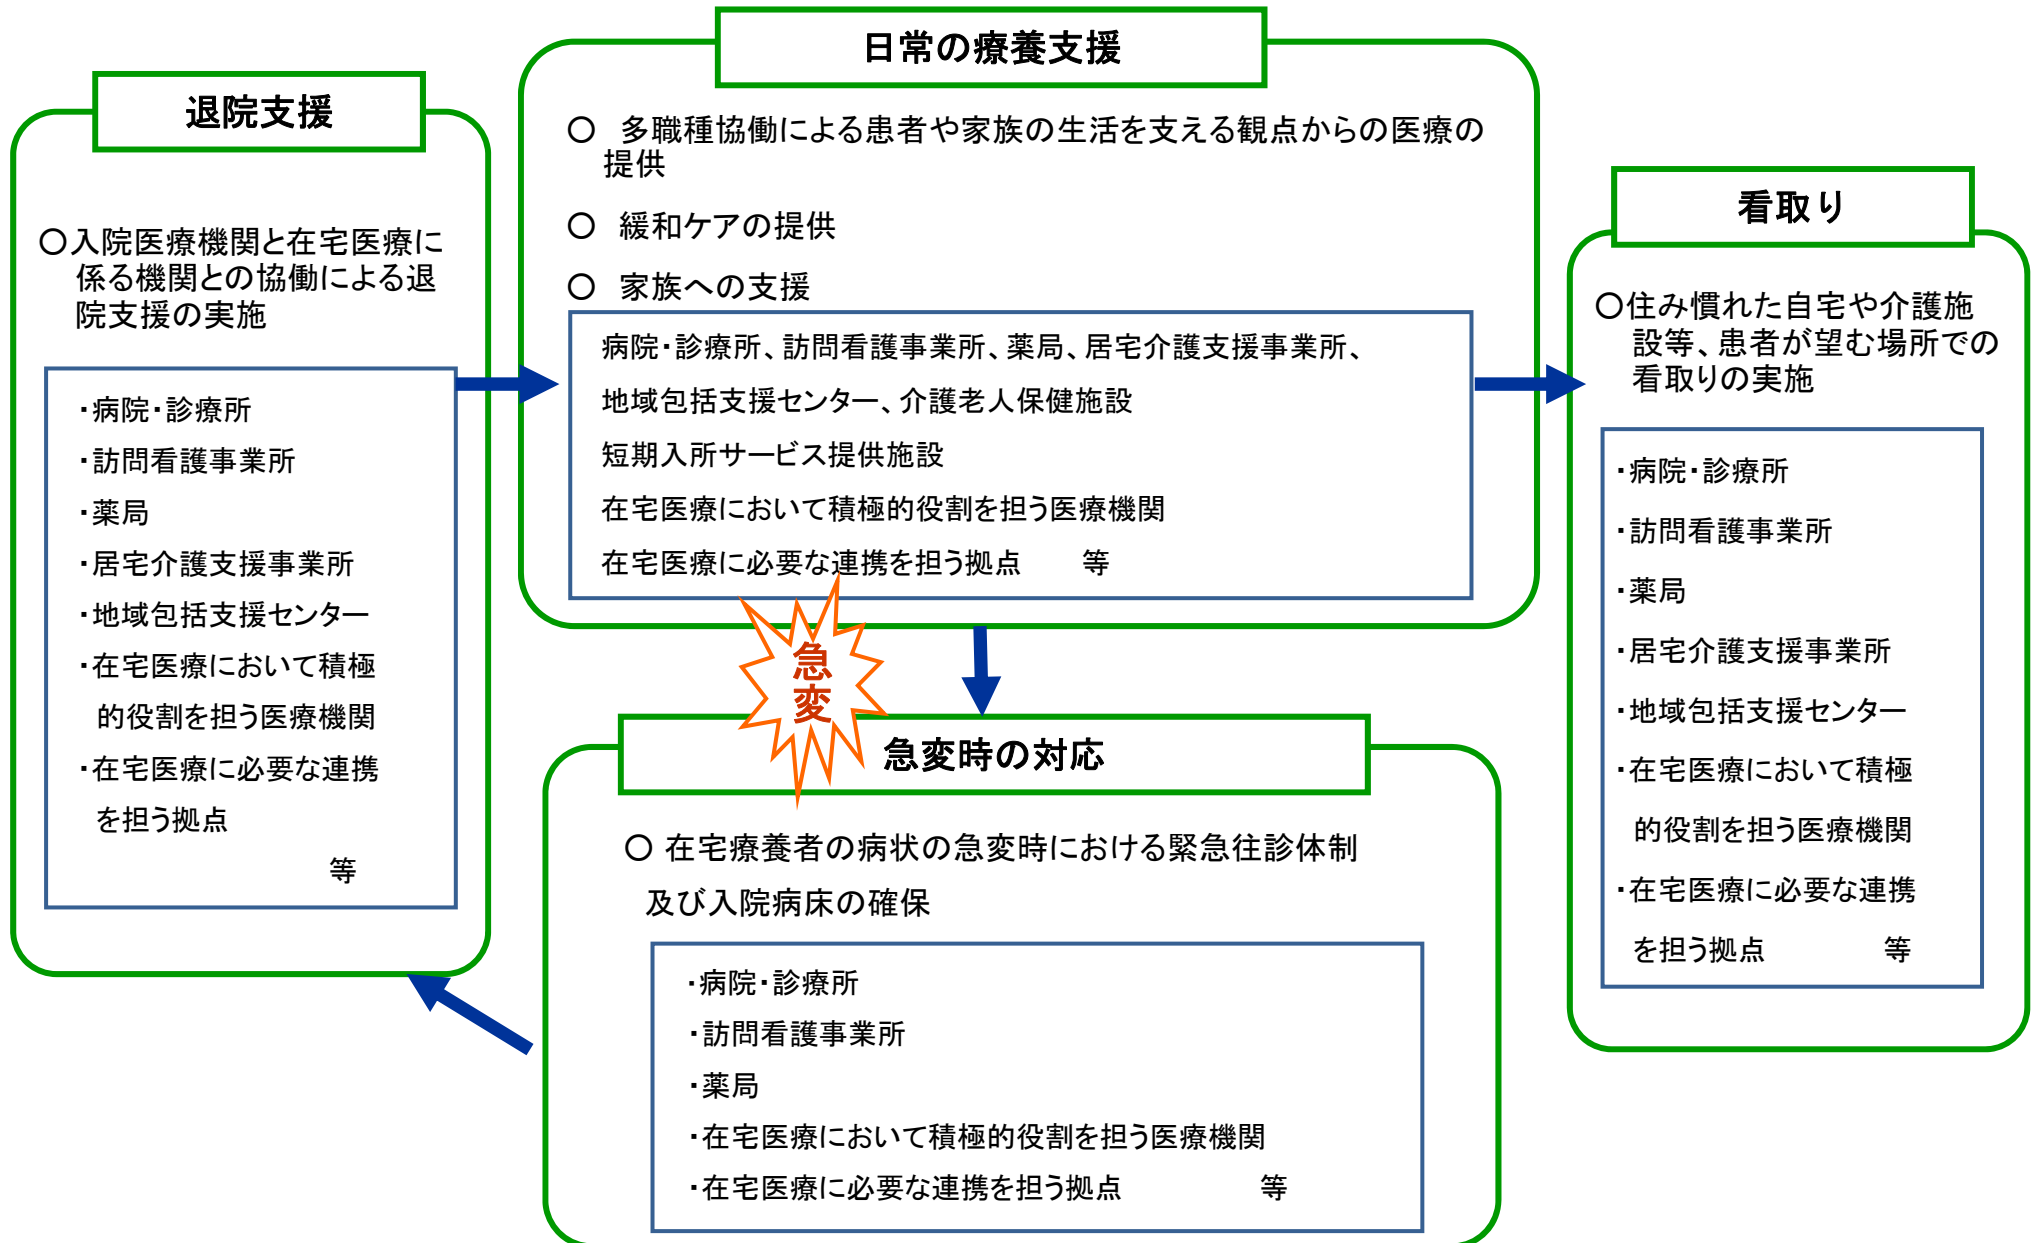 退院支援
〇入院医療機関と在宅医療に
係る機関との協働による退
院支援の実施
・病院・診療所
・訪問看護事業所
・薬局
・居宅介護支援事業所
・地域包括支援センター
・在宅医療において積極
的役割を担う医療機関
・在宅医療に必要な連携
を担う拠点
等
日常の療養支援
〇 多職種協働による患者や家族の生活を支える観点からの医療の
提供
〇 緩和ケアの提供
〇 家族への支援
病院・診療所、訪問看護事業所、薬局、居宅介護支援事業所、
地域包括支援センター、介護老人保健施設
短期入所サービス提供施設
在宅医療において積極的役割を担う医療機関
在宅医療に必要な連携を担う拠点 等
急変
急変時の対応
〇 在宅療養者の病状の急変時における緊急往診体制
及び入院病床の確保
・病院・診療所
・訪問看護事業所
・薬局
・在宅医療において積極的役割を担う医療機関
・在宅医療に必要な連携を担う拠点 等
看取り
〇住み慣れた自宅や介護施
設等、患者が望む場所での
看取りの実施
・病院・診療所
・訪問看護事業所
・薬局
・居宅介護支援事業所
・地域包括支援センター
・在宅医療において積極
的役割を担う医療機関
・在宅医療に必要な連携
を担う拠点 等